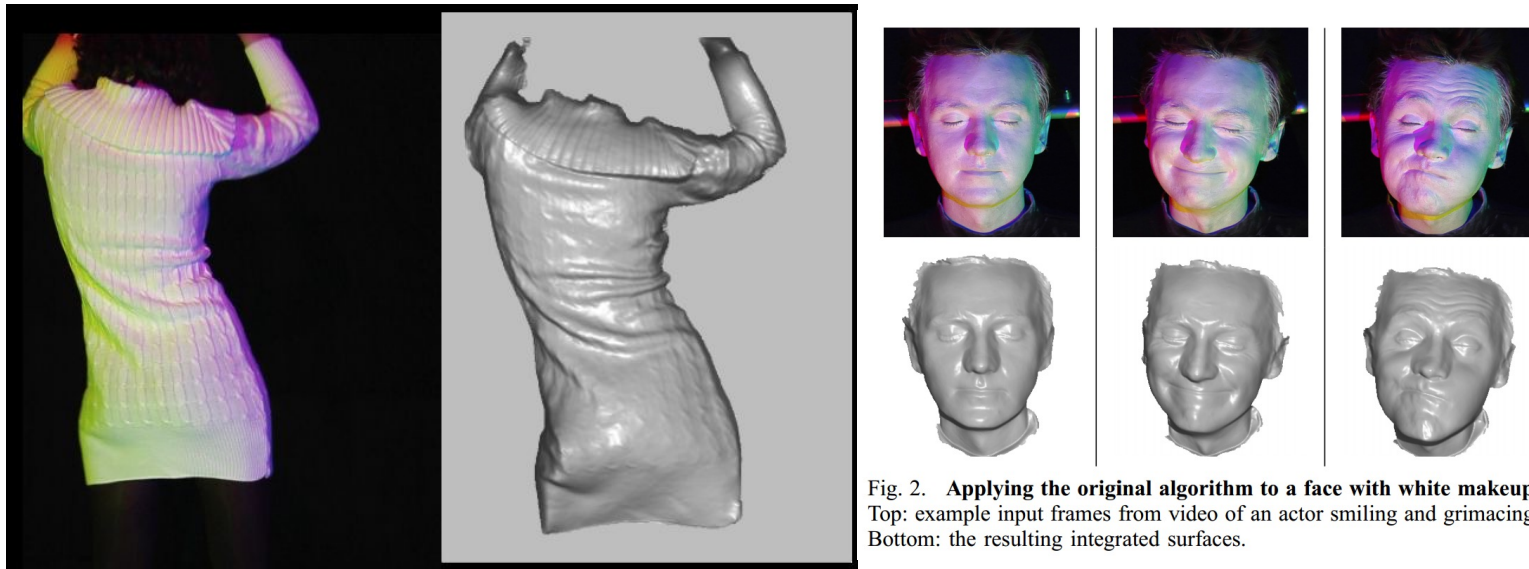 Fig. 2. Applying the original algorithm to a face with white makeup
Top: example input frames from video of an actor smiling and grimacing
Bottom: the resulting integrated surfaces.